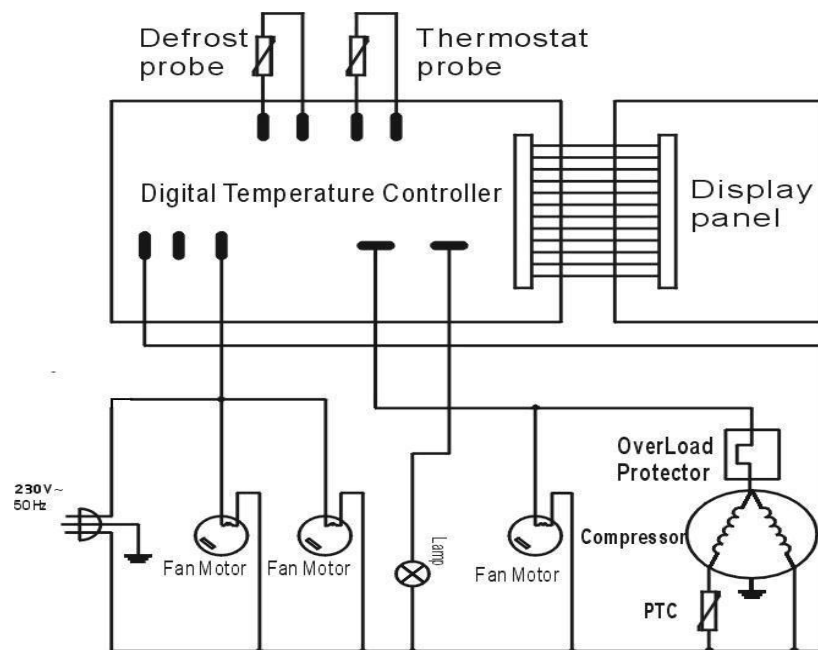 Defrost
probe
Thermostat
probe
Digital Temperature Controller
Display
panel
230V~
50Hz
OverLoad
Protector
Compressor
Lamp
Fan Motor
Fan Motor
Fan Motor
PTC